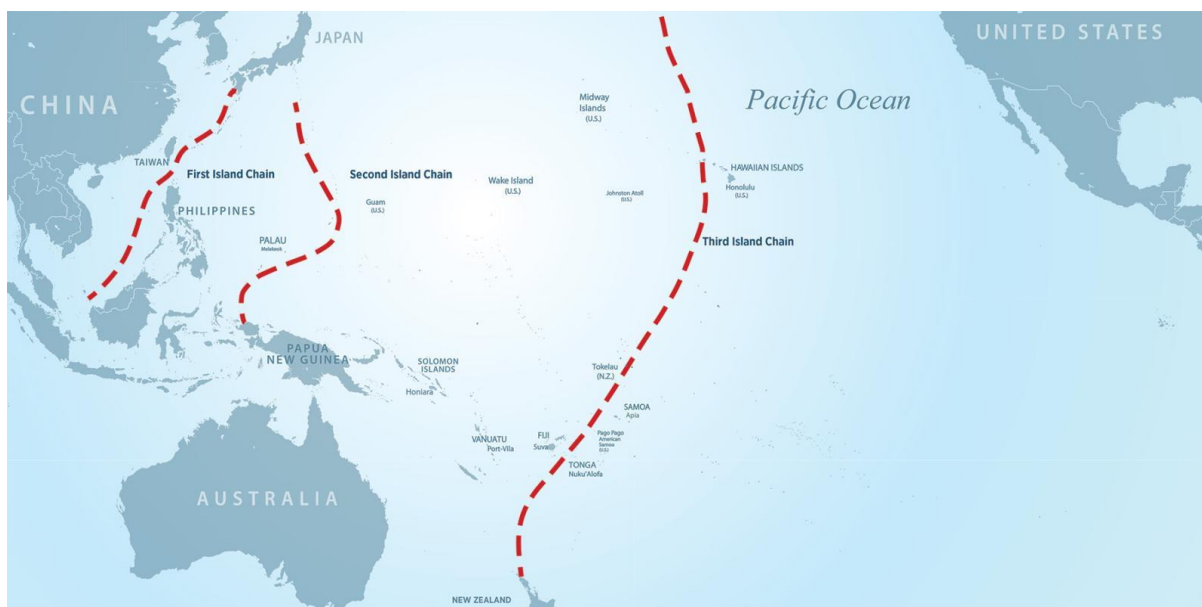 JAPAN
UNITED STATES
CHINA
Midway
Islands
(U.S.)
Pacific Ocean
TAIWAN
First Island Chain
Second Island Chain
Wake Island
(U.S.)
HAWAIIAN ISLANDS
Honolulu
(U.S.)
Johnston Atoll
(U.S.)
Guam
(U.S.)
PHILIPPINES
PALAU
Melekeok
Third Island Chain
PAPUA
NEW GUINEA
SOLOMON
ISLANDS
Honiara
Tokelau
(N.Z.)
SAMOA
Apia
VANUATU
Port-Vila
FIJI
Suva
Pago Pago
American
Samoa
(U.S.)
TONGA
Nuku'Alofa
AUSTRALIA
NEW ZEALAND